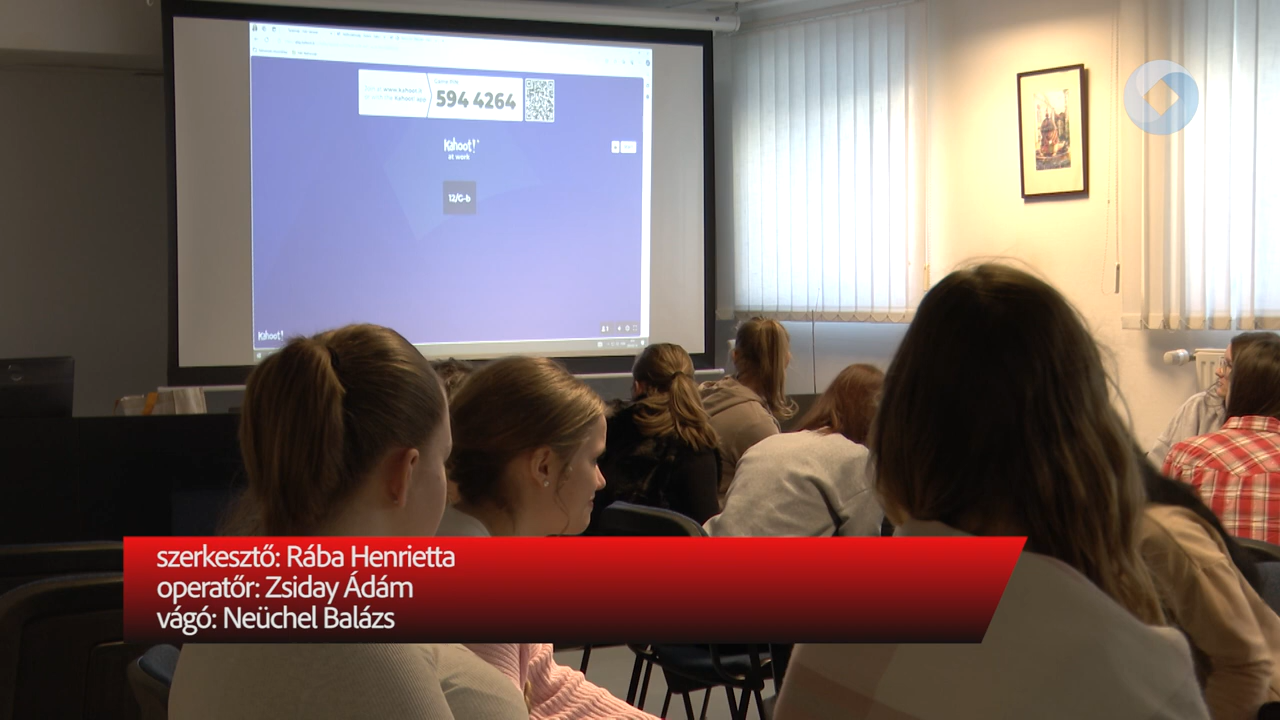 594 4264
Kahoot!
at work
12/G-b
Kahoot!
szerkesztő: Rába Henrietta
operatőr: Zsiday Ádám
vágó: Neüchel Balázs